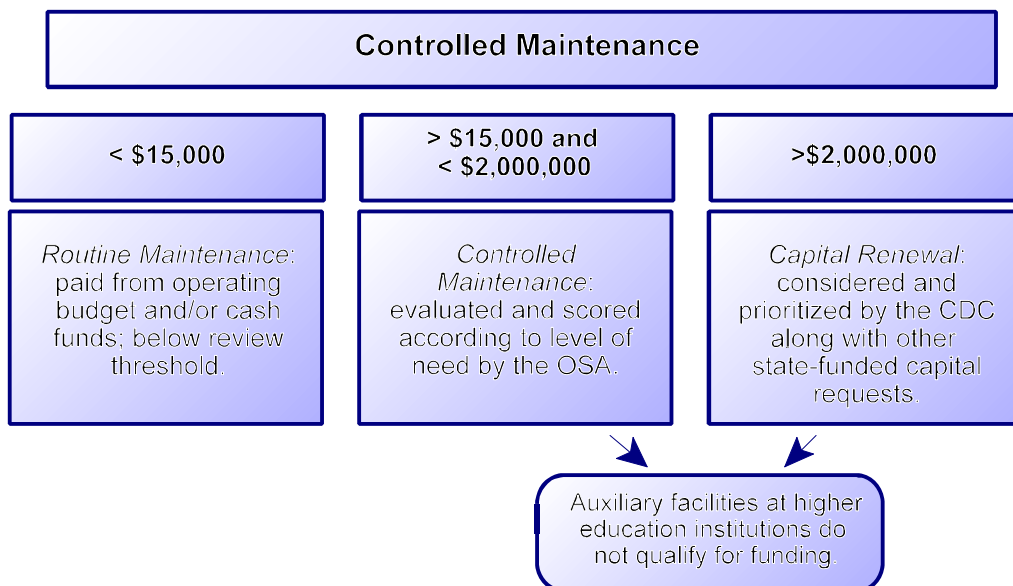 Controlled Maintenance
< $15,000
> $15,000 and
< $2,000,000
>$2,000,000
Routine Maintenance:
paid from operating
budget and/or cash
funds; below review
threshold.
Controlled
Maintenance:
evaluated and scored
according to level of
need by the OSA.
Capital Renewal:
considered and
prioritized by the CDC
along with other
state-funded capital
requests.
Auxiliary facilities at higher
education institutions do
not qualify for funding.